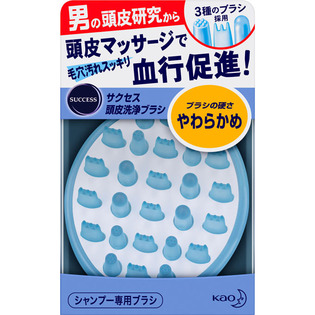 男の頭皮研究から
3種のブラシ
採用
頭皮マッサージで
毛穴汚れスッキリ
血行促進!
SUCCESS
サクセス
頭皮洗浄ブラシ
ブラシの硬さ
やわらかめ
シャンプー専用ブラシ
Kao